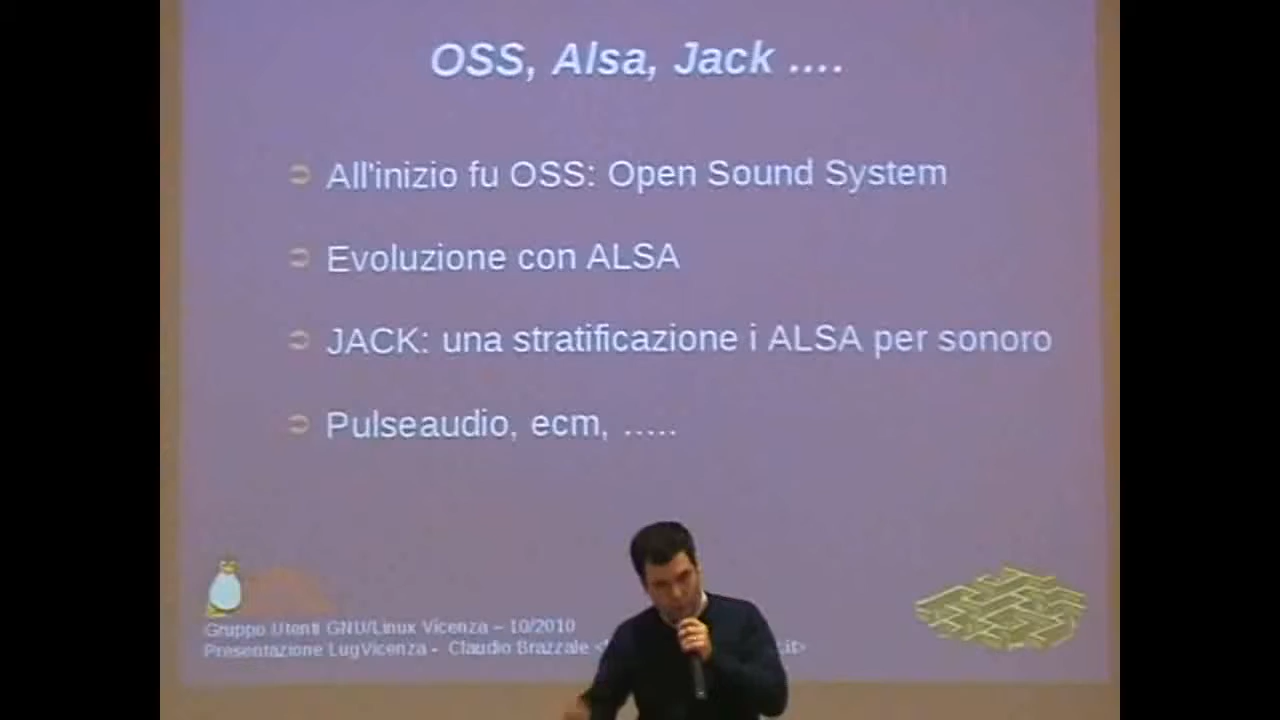 OSS, Alsa, Jack ....
All'inizio fu OSS: Open Sound System
Evoluzione con ALSA
JACK: una stratificazione i ALSA per sonoro
Pulseaudio, ecm, .....
Gruppo Utenti GNU/Linux Vicenza – 10/2010
Presentazione LugVicenza - Claudio Brazzale <